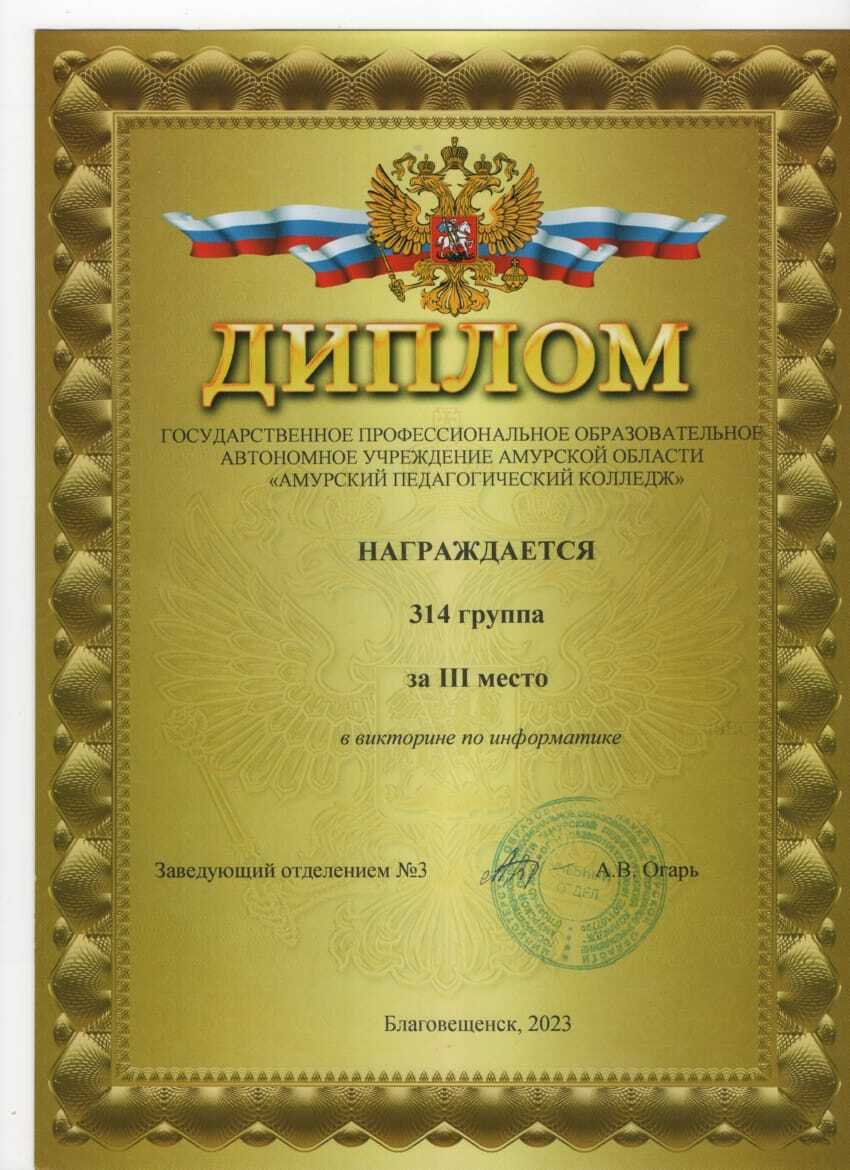 ДИПЛОМ
ГОСУДАРСТВЕННОЕ ПРОФЕССИОНАЛЬНОЕ ОБРАЗОВАТЕЛЬНОЕ
АВТОНОМНОЕ УЧРЕЖДЕНИЕ АМУРСКОЙ ОБЛАСТИ
«АМУРСКИЙ ПЕДАГОГИЧЕСКИЙ КОЛЛЕДЖ»
НАГРАЖДАЕТСЯ
314 группа
за III место
в викторине по информатике
Заведующий отделением №3 А.В. Огарь
ОТДЕЛ
Благовещенск, 2023